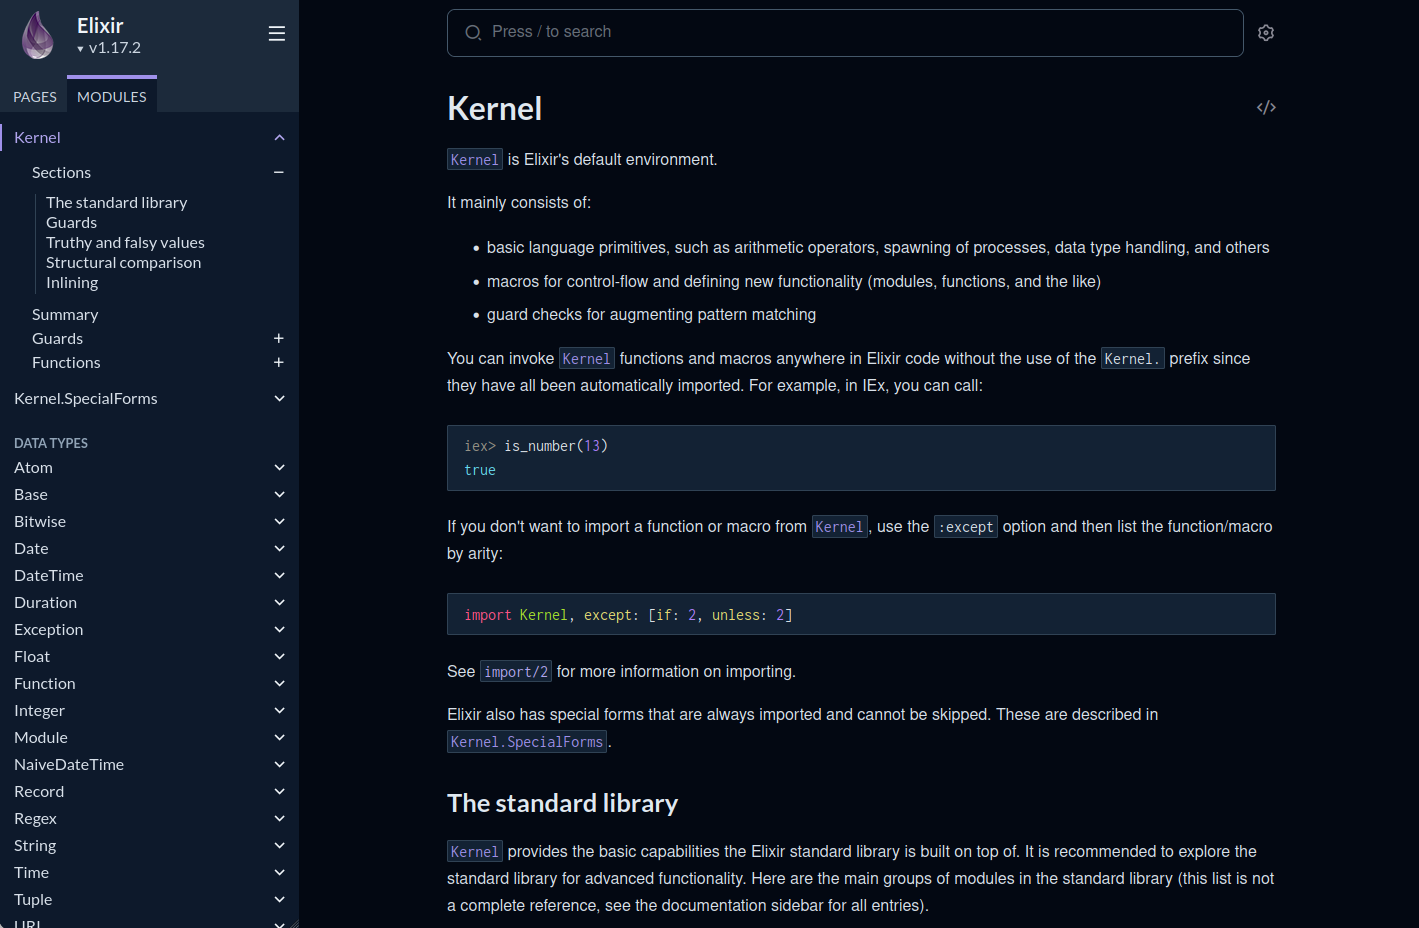 Elixir
v1.17.2
PAGES
MODULES
Kernel
Sections
The standard library
Guards
Truthy and falsy values
Structural comparison
Inlining
Summary
Guards
Functions
Kernel.SpecialForms
DATA TYPES
Atom
Base
Bitwise
Date
DateTime
Duration
Exception
Float
Function
Integer
Module
NaiveDateTime
Record
Regex
String
Time
Tuple
URI
Press / to search
Kernel
</>
Kernel is Elixir's default environment.
It mainly consists of:
• basic language primitives, such as arithmetic operators, spawning of processes, data type handling, and others
• macros for control-flow and defining new functionality (modules, functions, and the like)
• guard checks for augmenting pattern matching
You can invoke Kernel functions and macros anywhere in Elixir code without the use of the Kernel. prefix since
they have all been automatically imported. For example, in IEx, you can call:
iex> is_number(13)
true
If you don't want to import a function or macro from Kernel, use the :except option and then list the function/macro
by arity:
import Kernel, except: [if: 2, unless: 2]
See import/2 for more information on importing.
Elixir also has special forms that are always imported and cannot be skipped. These are described in
Kernel.SpecialForms.
The standard library
Kernel provides the basic capabilities the Elixir standard library is built on top of. It is recommended to explore the
standard library for advanced functionality. Here are the main groups of modules in the standard library (this list is not
a complete reference, see the documentation sidebar for all entries).